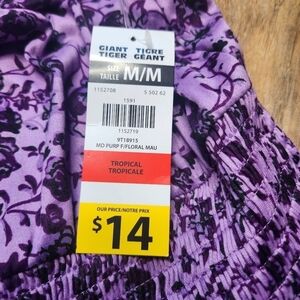 GIANT TIGRE
TIGER GÉANT
SIZE
TAILLE M/M
1152708 5 502 62
1591
1152719
9T18915
MD PURP F/FLORAL MAU
TROPICAL
TROPICALE
OUR PRICE/NOTRE PRIX
$14